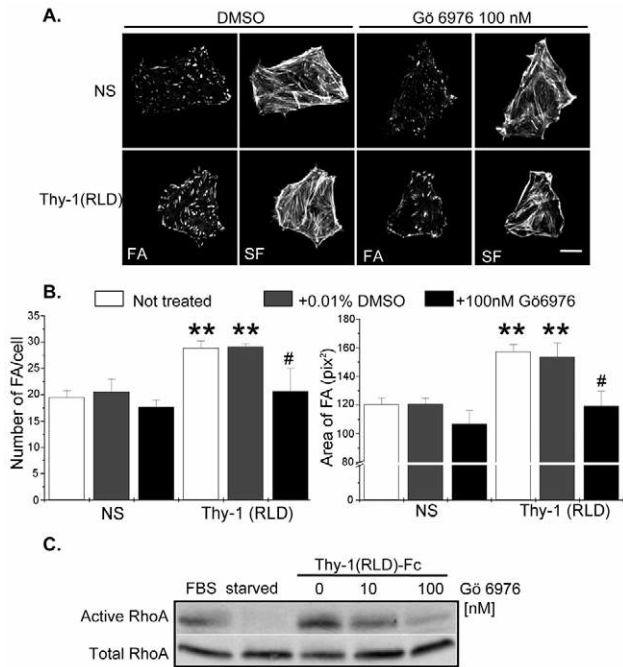 A.
DMSO Gö 6976 100 nM
NS
Thy-1(RLD)
FA SF FA SF
B.
Not treated +0.01% DMSO +100nM Gö6976
Number of FA/cell
35
30
25
20
15
10
5
0
** ** #
NS Thy-1 (RLD)
Area of FA (pix²)
180
160
140
120
100
80
0
** ** #
NS Thy-1 (RLD)
C.
Thy-1(RLD)-Fc
FBS starved 0 10 100 Gö 6976
[nM]
Active RhoA
Total RhoA